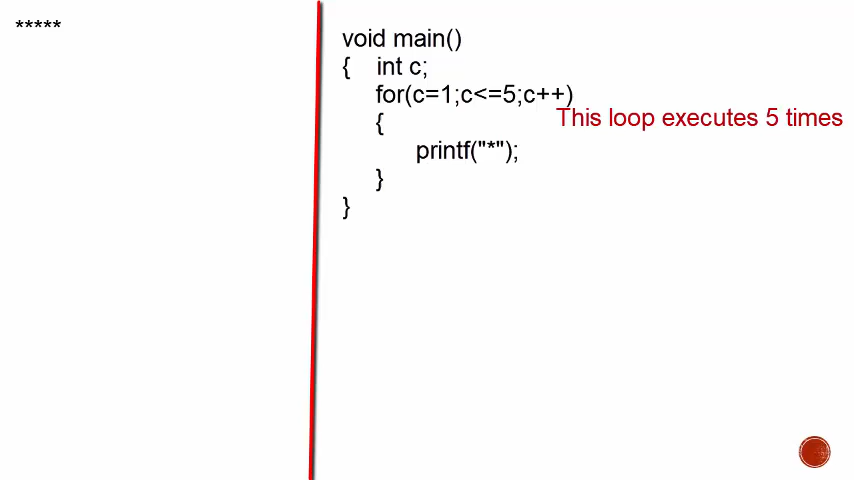 *****
void main()
{ int c;
for(c=1;c<=5;c++)
This loop executes 5 times
{
printf("*");
}
}